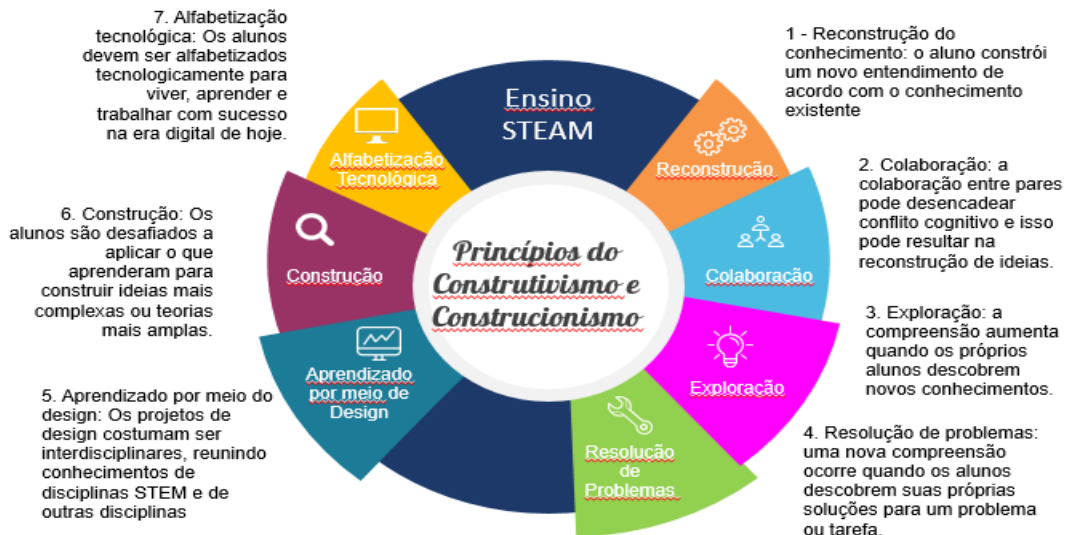 7. Alfabetização
tecnológica: Os alunos
devem ser alfabetizados
tecnologicamente para
viver, aprender e
trabalhar com sucesso
na era digital de hoje.
Ensino
STEAM
1 - Reconstrução do
conhecimento: o aluno constrói
um novo entendimento de
acordo com o conhecimento
existente
Alfabetização
Tecnológica
Reconstrução
2. Colaboração: a
colaboração entre pares
pode desencadear
conflito cognitivo e isso
pode resultar na
reconstrução de ideias.
6. Construção: Os
alunos são desafiados a
aplicar o que
aprenderam para
construir ideias mais
complexas ou teorias
mais amplas.
Construção
Princípios do
Construtivismo e
Construcionismo
Colaboração
3. Exploração: a
compreensão aumenta
quando os próprios
alunos descobrem
novos conhecimentos.
Aprendizado
por meio de
Design
Exploração
5. Aprendizado por meio do
design: Os projetos de
design costumam ser
interdisciplinares, reunindo
conhecimentos de
disciplinas STEM e de
outras disciplinas
Resolução
de
Problemas
4. Resolução de problemas:
uma nova compreensão
ocorre quando os alunos
descobrem suas próprias
soluções para um problema
ou tarefa.